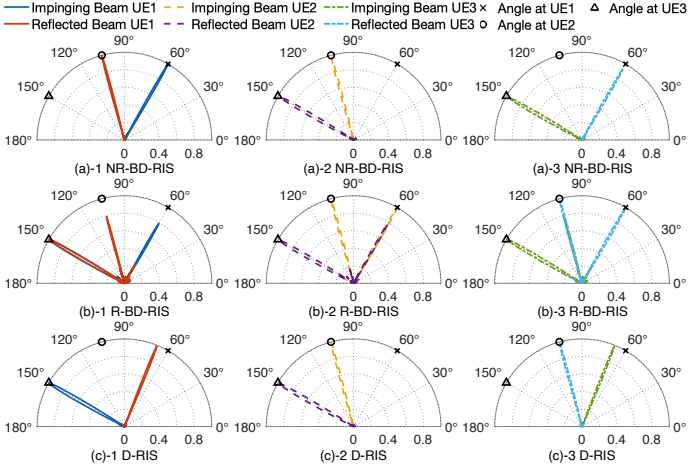 Impinging Beam UE1 Impinging Beam UE2 Impinging Beam UE3 Angle at UE1 Angle at UE3
Reflected Beam UE1 Reflected Beam UE2 Reflected Beam UE3 Angle at UE2
90° 90° 90°
120° 60° 120° 60° 120° 60°
150° 30° 150° 30° 150° 30°
180° 0° 180° 0° 180° 0°
0 0.4 0.8 0 0.4 0.8 0 0.4 0.8
(a)-1 NR-BD-RIS (a)-2 NR-BD-RIS (a)-3 NR-BD-RIS
90° 90° 90°
120° 60° 120° 60° 120° 60°
150° 30° 150° 30° 150° 30°
180° 0° 180° 0° 180° 0°
0 0.4 0.8 0 0.4 0.8 0 0.4 0.8
(b)-1 R-BD-RIS (b)-2 R-BD-RIS (b)-3 R-BD-RIS
90° 90° 90°
120° 60° 120° 60° 120° 60°
150° 30° 150° 30° 150° 30°
180° 0° 180° 0° 180° 0°
0 0.4 0.8 0 0.4 0.8 0 0.4 0.8
(c)-1 D-RIS (c)-2 D-RIS (c)-3 D-RIS